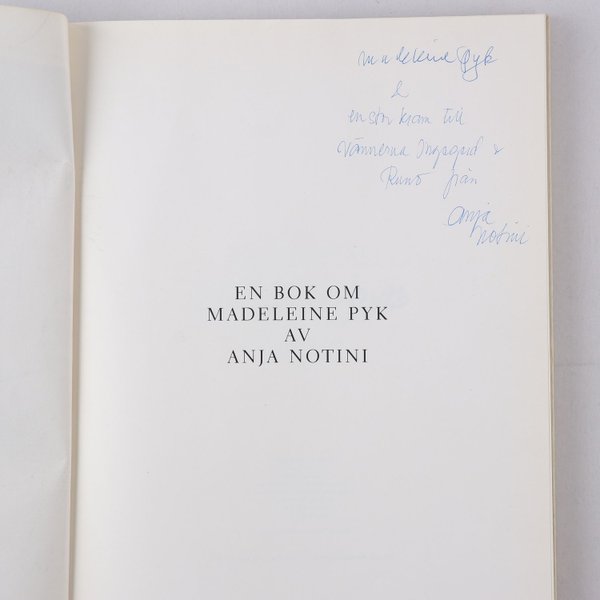 madeleine pyk
&
en stor kram till
vännerna Ingegerd &
Runo från
Anja
Notini
EN BOK OM
MADELEINE PYK
AV
ANJA NOTINI